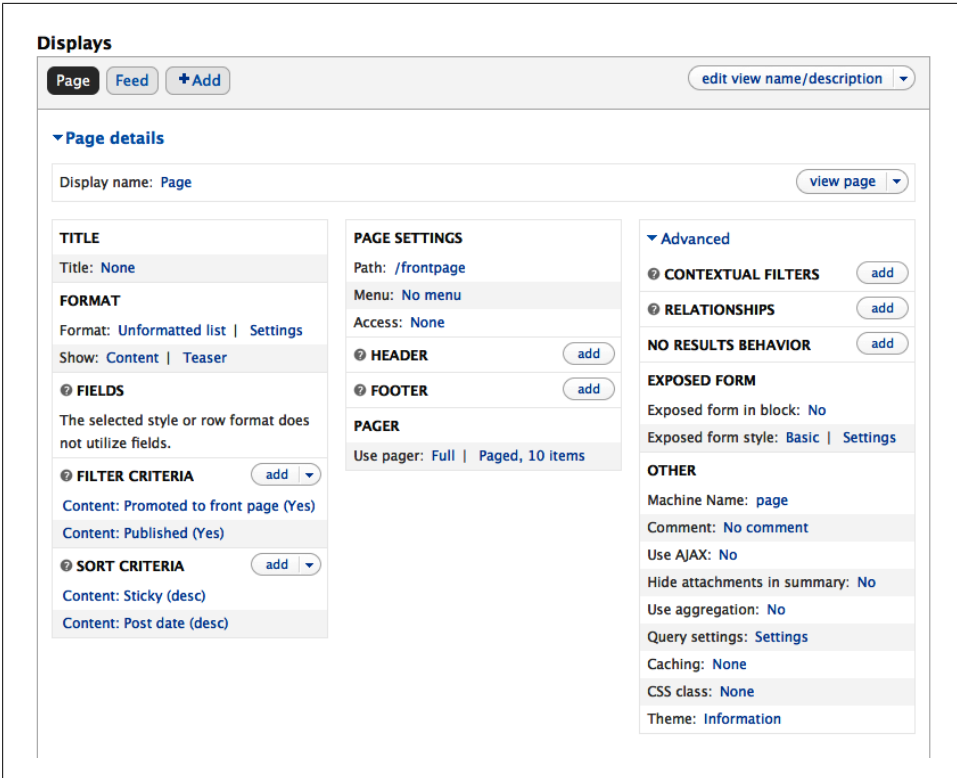 Displays
Page Feed +Add edit view name/description
Page details
Display name: Page view page
TITLE
Title: None
FORMAT
Format: Unformatted list | Settings
Show: Content | Teaser
FIELDS
The selected style or row format does
not utilize fields.
FILTER CRITERIA add
Content: Promoted to front page (Yes)
Content: Published (Yes)
SORT CRITERIA add
Content: Sticky (desc)
Content: Post date (desc)
PAGE SETTINGS
Path: /frontpage
Menu: No menu
Access: None
HEADER add
FOOTER add
PAGER
Use pager: Full | Paged, 10 items
Advanced
CONTEXTUAL FILTERS add
RELATIONSHIPS add
NO RESULTS BEHAVIOR add
EXPOSED FORM
Exposed form in block: No
Exposed form style: Basic | Settings
OTHER
Machine Name: page
Comment: No comment
Use AJAX: No
Hide attachments in summary: No
Use aggregation: No
Query settings: Settings
Caching: None
CSS class: None
Theme: Information